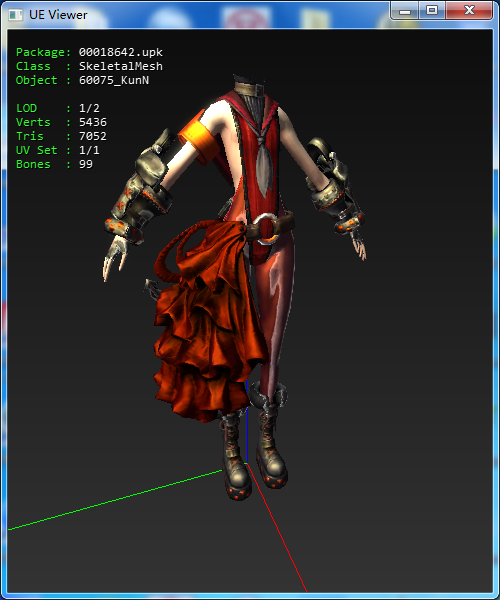 UE Viewer
Package: 00018642.upk
Class  : SkeletalMesh
Object : 60075_KunN
LOD    : 1/2
Verts  : 5436
Tris   : 7052
UV Set : 1/1
Bones  : 99